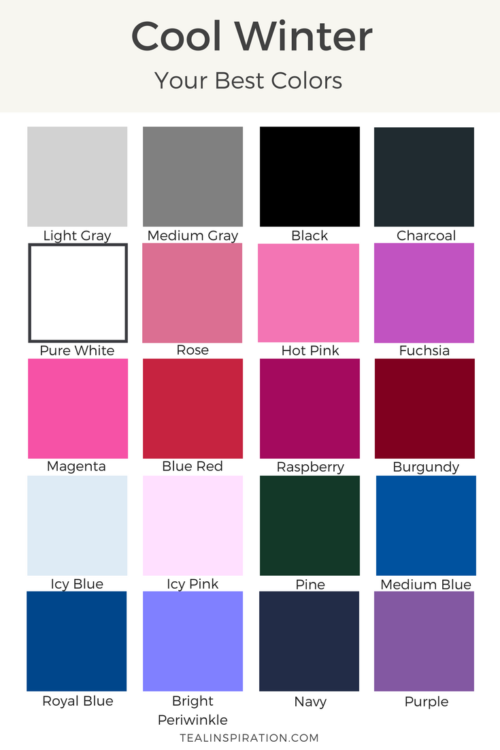 Cool Winter
Your Best Colors
Light Gray
Medium Gray
Black
Charcoal
Pure White
Rose
Hot Pink
Fuchsia
Magenta
Blue Red
Raspberry
Burgundy
Icy Blue
Icy Pink
Pine
Medium Blue
Royal Blue
Bright
Periwinkle
Navy
Purple
TEALINSPIRATION.COM